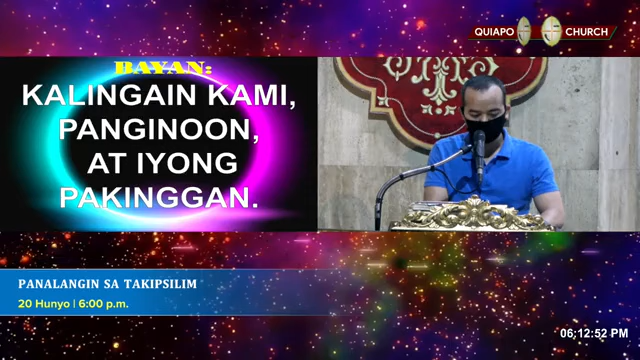 QUIAPO CHURCH
BAYAN:
KALINGAIN KAMI,
PANGINOON,
AT IYONG
PAKINGGAN.
PANALANGIN SA TAKIPSILIM
20 Hunyo | 6:00 p.m.
06:12:52 PM